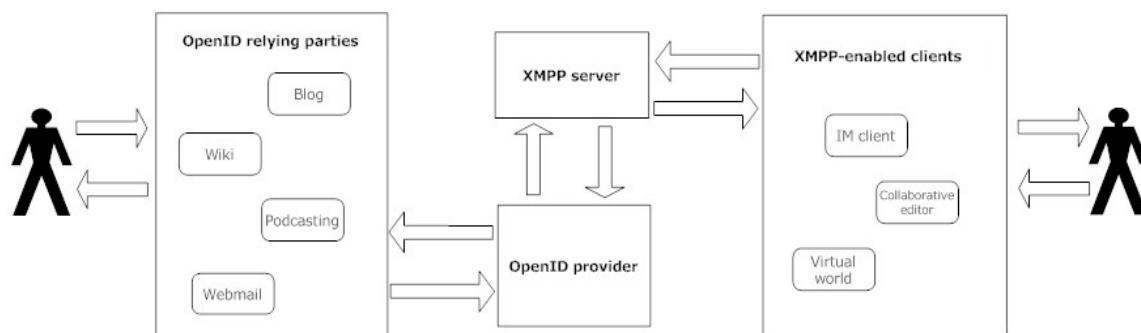 OpenID relying parties
Blog
Wiki
Podcasting
Webmail
XMPP server
OpenID provider
XMPP-enabled clients
IM client
Collaborative
editor
Virtual
world